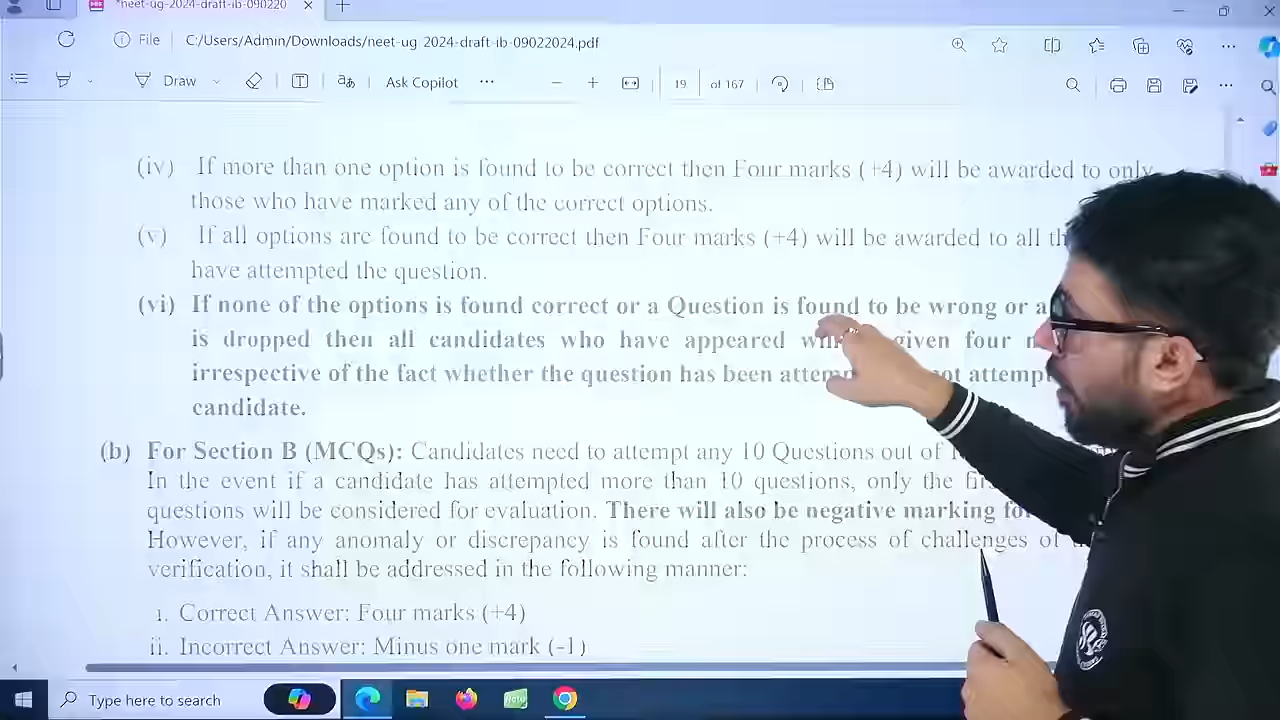 *neet-ug-2024-draft-ib-090220
File C:/Users/Admin/Downloads/neet-ug 2024-draft-ib-09022024.pdf
Draw Ask Copilot 19 of 167
(iv) If more than one option is found to be correct then Four marks (+4) will be awarded to only
those who have marked any of the correct options.
(v) If all options are found to be correct then Four marks (+4) will be awarded to all
have attempted the question.
(vi) If none of the options is found correct or a Question is found to be wrong or a
is dropped then all candidates who have appeared given four
irrespective of the fact whether the question has been attempt
candidate.
(b) For Section B (MCQs): Candidates need to attempt any 10 Questions out of
In the event if a candidate has attempted more than 10 questions, only the
questions will be considered for evaluation. There will also be negative marking
However, if any anomaly or discrepancy is found after the process of challenges of
verification, it shall be addressed in the following manner:
i. Correct Answer: Four marks (+4)
ii. Incorrect Answer: Minus one mark (-1)
Type here to search